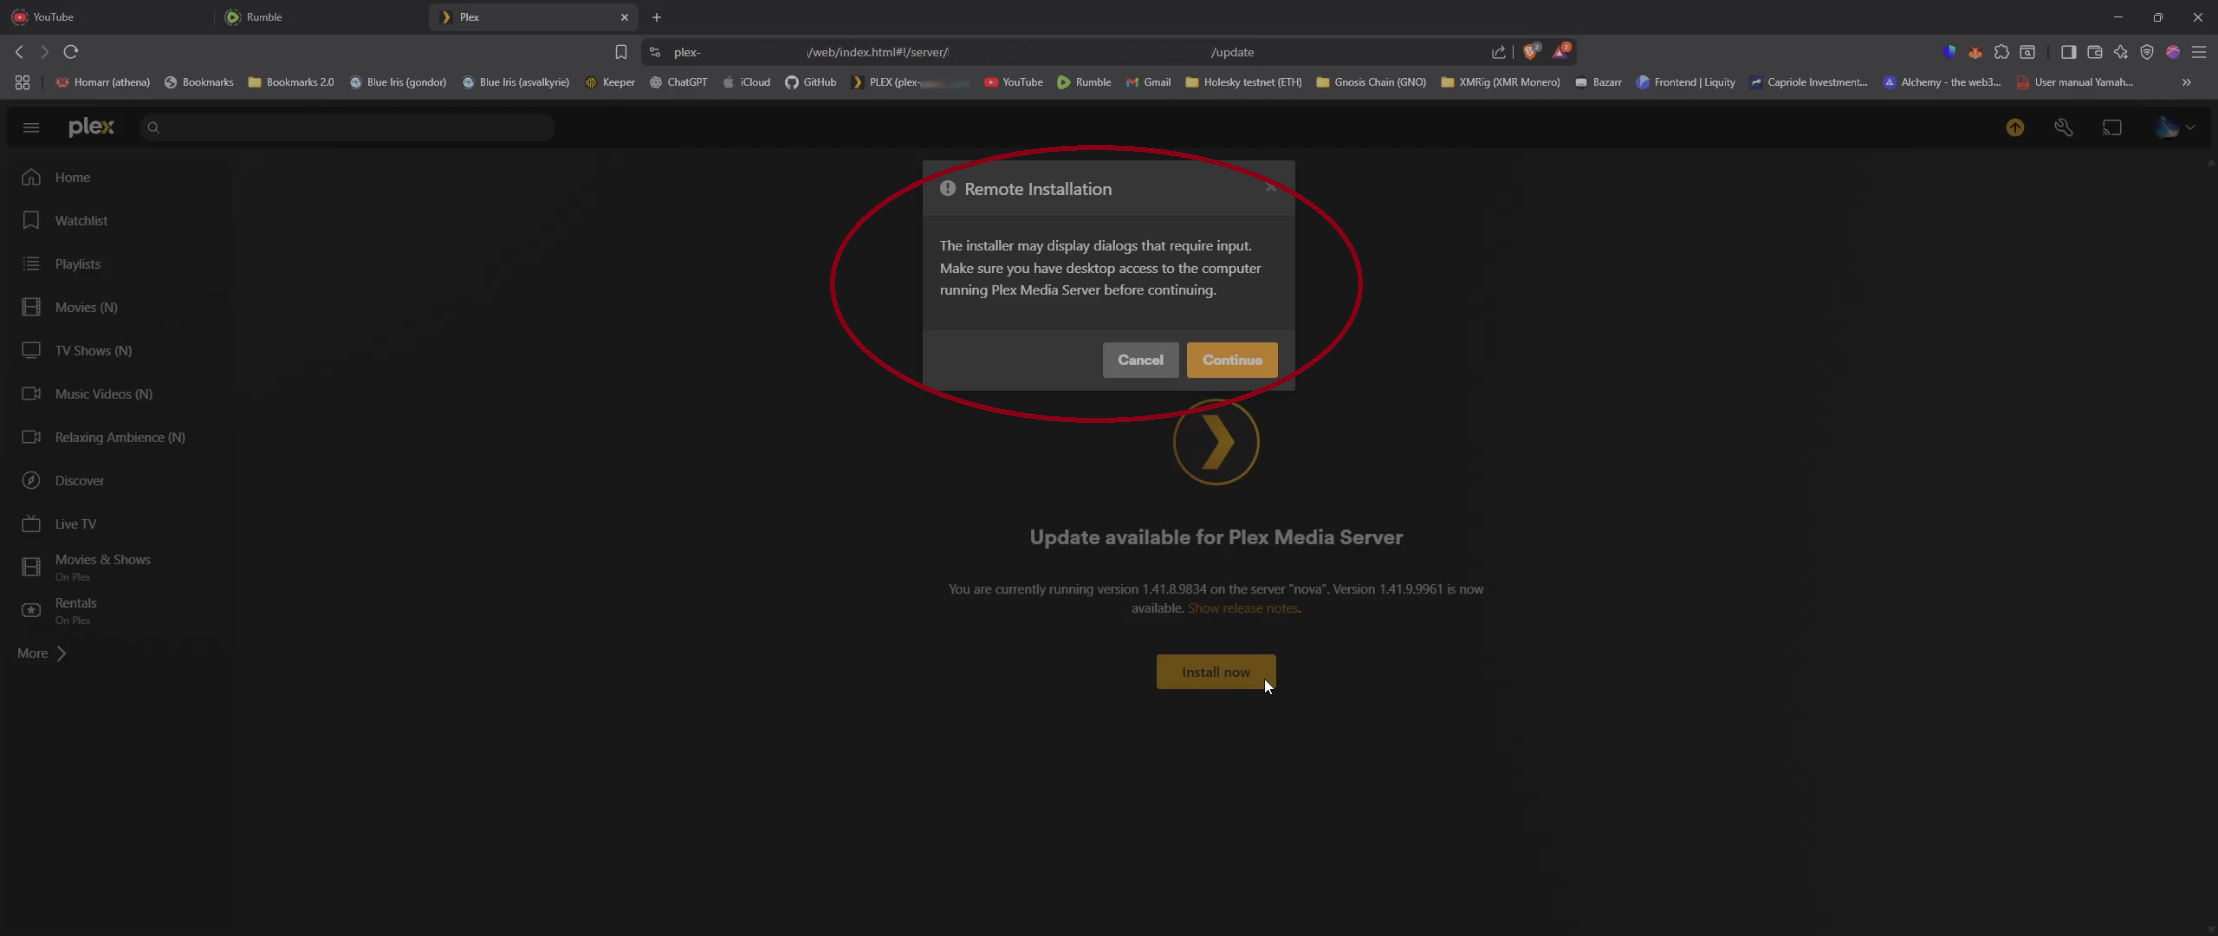 YouTube
Rumble
Plex
plex-
/web/index.html#!/server/
/update
Homarr (athena)
Bookmarks
Bookmarks 2.0
Blue Iris (gondor)
Blue Iris (asvalkyrie)
Keeper
ChatGPT
iCloud
GitHub
PLEX (plex-
YouTube
Rumble
Gmail
Holesky testnet (ETH)
Gnosis Chain (GNO)
XMRig (XMR Monero)
Bazarr
Frontend | Liquity
Capriole Investment...
Alchemy - the web3...
User manual Yamah...
plex
Home
Watchlist
Playlists
Movies (N)
TV Shows (N)
Music Videos (N)
Relaxing Ambience (N)
Discover
Live TV
Movies & Shows
On Plex
Rentals
On Plex
More
Remote Installation
The installer may display dialogs that require input.
Make sure you have desktop access to the computer
running Plex Media Server before continuing.
Cancel
Continue
Update available for Plex Media Server
You are currently running version 1.41.8.9834 on the server "nova". Version 1.41.9.9961 is now
available. Show release notes.
Install now